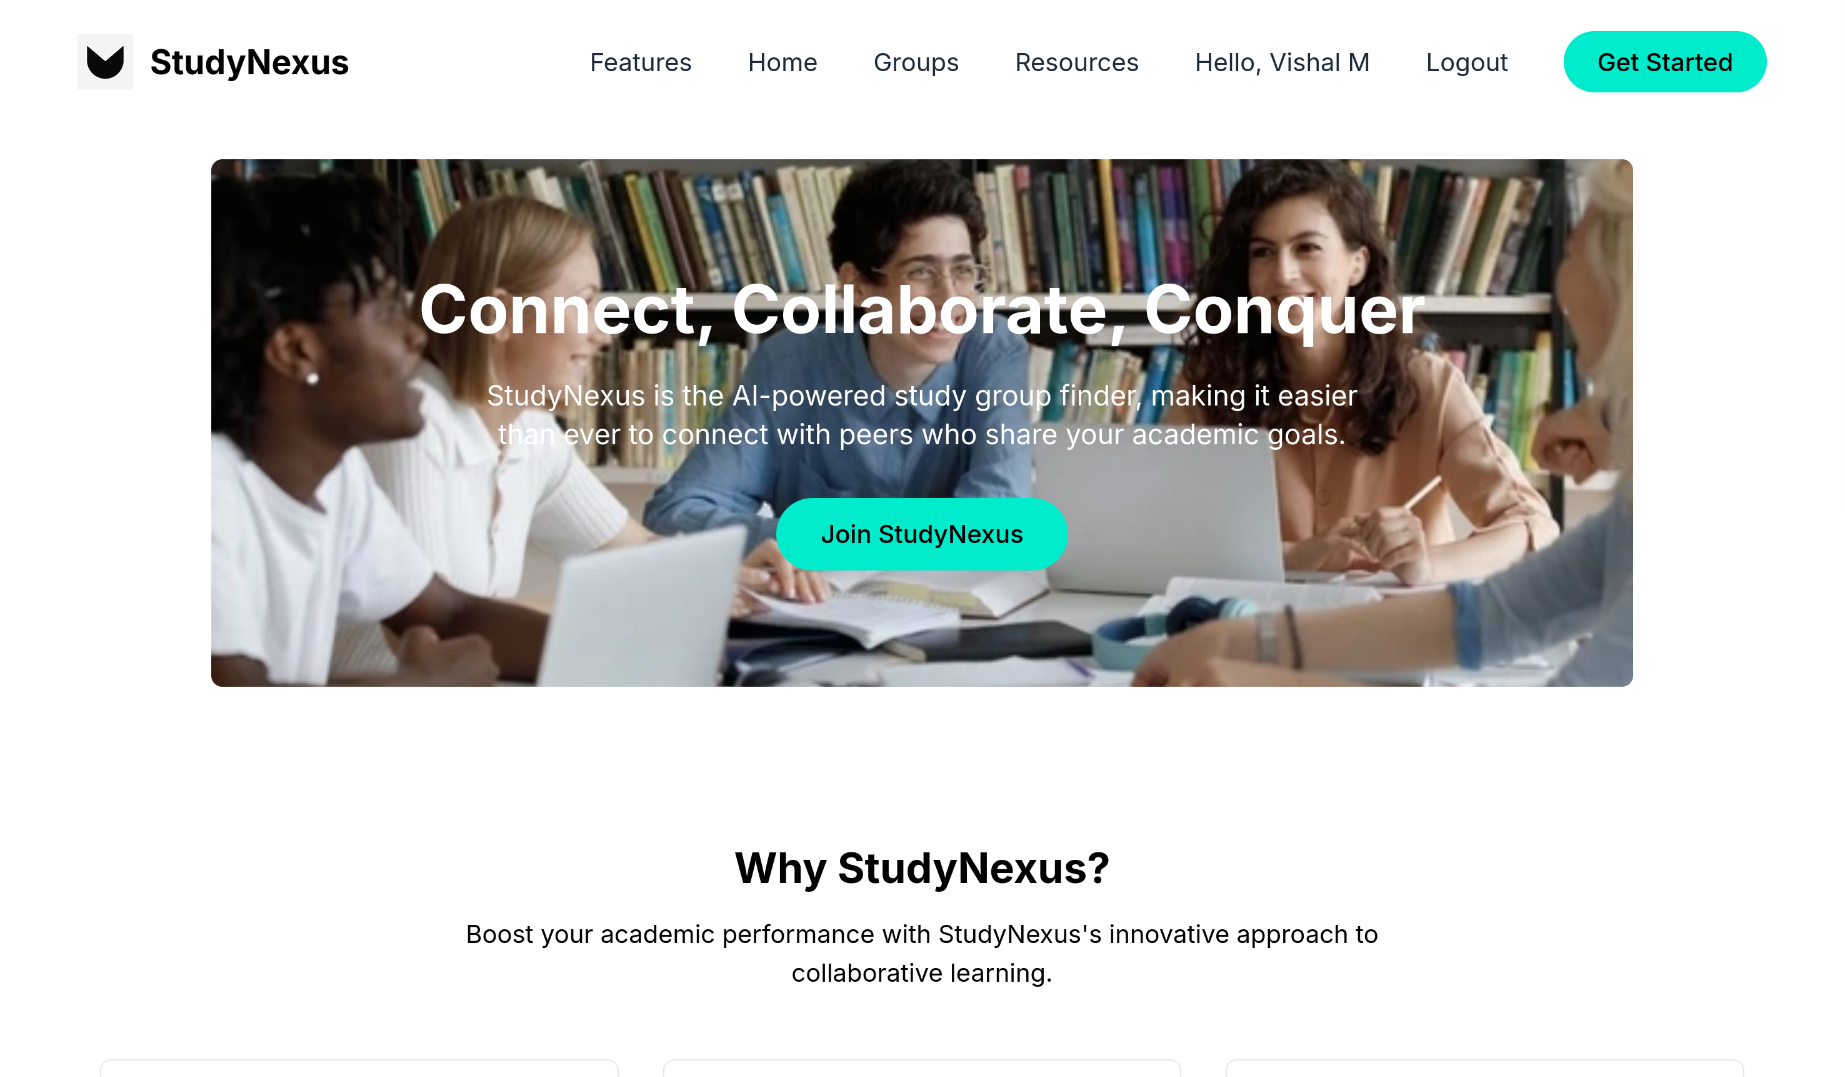 StudyNexus
Features
Home
Groups
Resources
Hello, Vishal M
Logout
Get Started
Connect, Collaborate, Conquer
StudyNexus is the AI-powered study group finder, making it easier
than ever to connect with peers who share your academic goals.
Join StudyNexus
Why StudyNexus?
Boost your academic performance with StudyNexus's innovative approach to
collaborative learning.